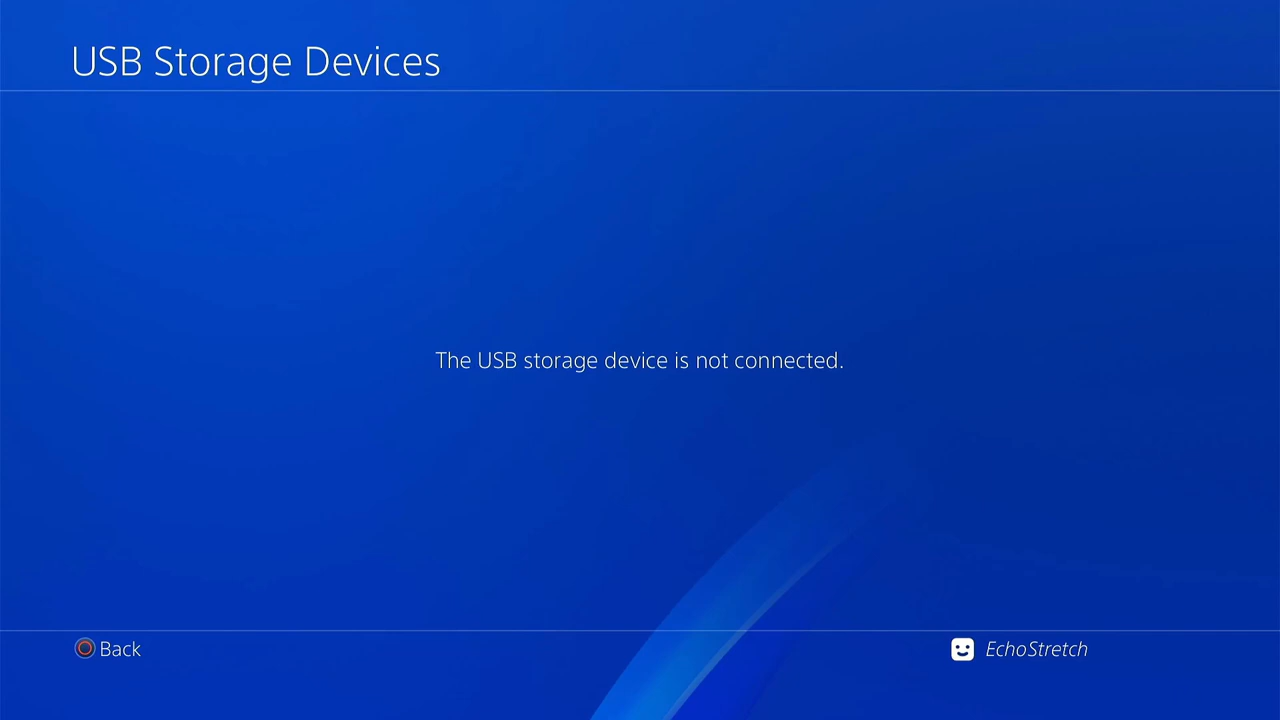 USB Storage Devices
The USB storage device is not connected.
Back
EchoStretch